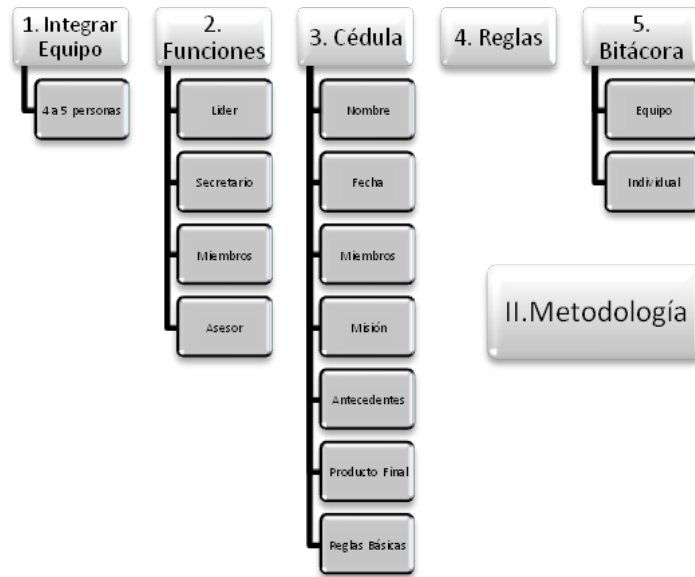 1. Integrar
Equipo
4 a 5 personas
2.
Funciones
Lider
Secretario
Miembros
Asesor
3. Cédula
Nombre
Fecha
Miembros
Misión
Antecedentes
Producto Final
Reglas Básicas
4. Reglas
5.
Bitácora
Equipo
Individual
II.Metodología